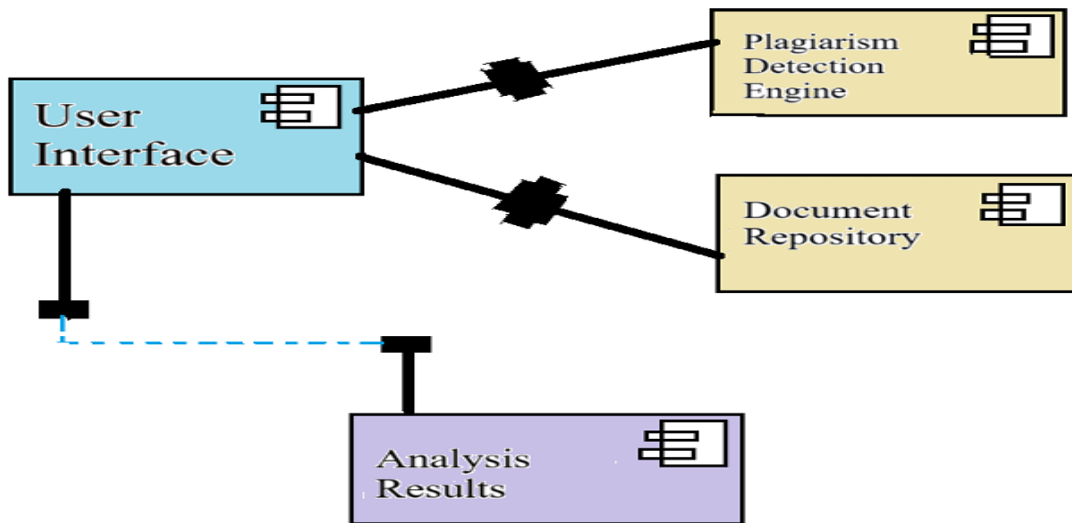 Plagiarism
Detection
Engine
User
Interface
Document
Repository
Analysis
Results